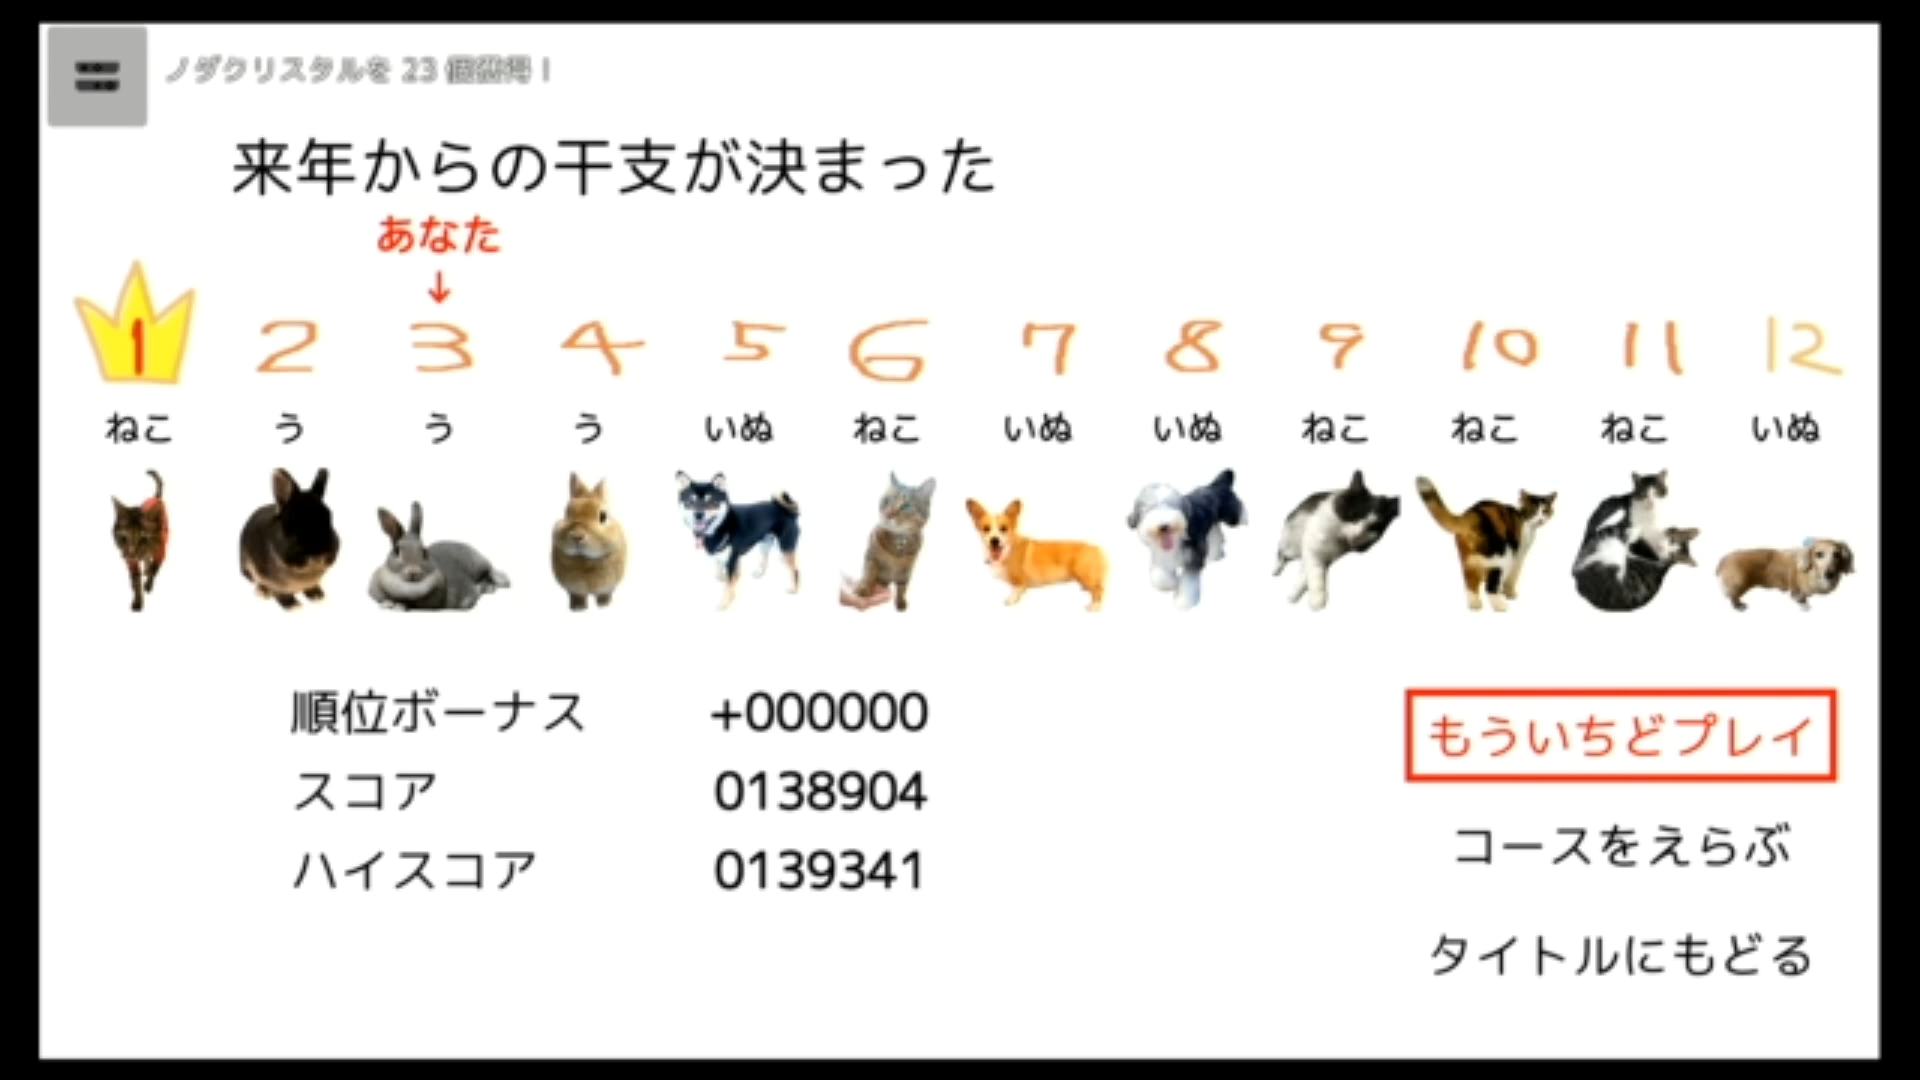 ノダクリスタルを 23 個獲得！
来年からの干支が決まった
あなた
↓
1 2 3 4 5 6 7 8 9 10 11 12
ねこ う う う いぬ ねこ いぬ いぬ ねこ ねこ ねこ いぬ
順位ボーナス +000000
スコア 0138904
ハイスコア 0139341
もういちどプレイ
コースをえらぶ
タイトルにもどる